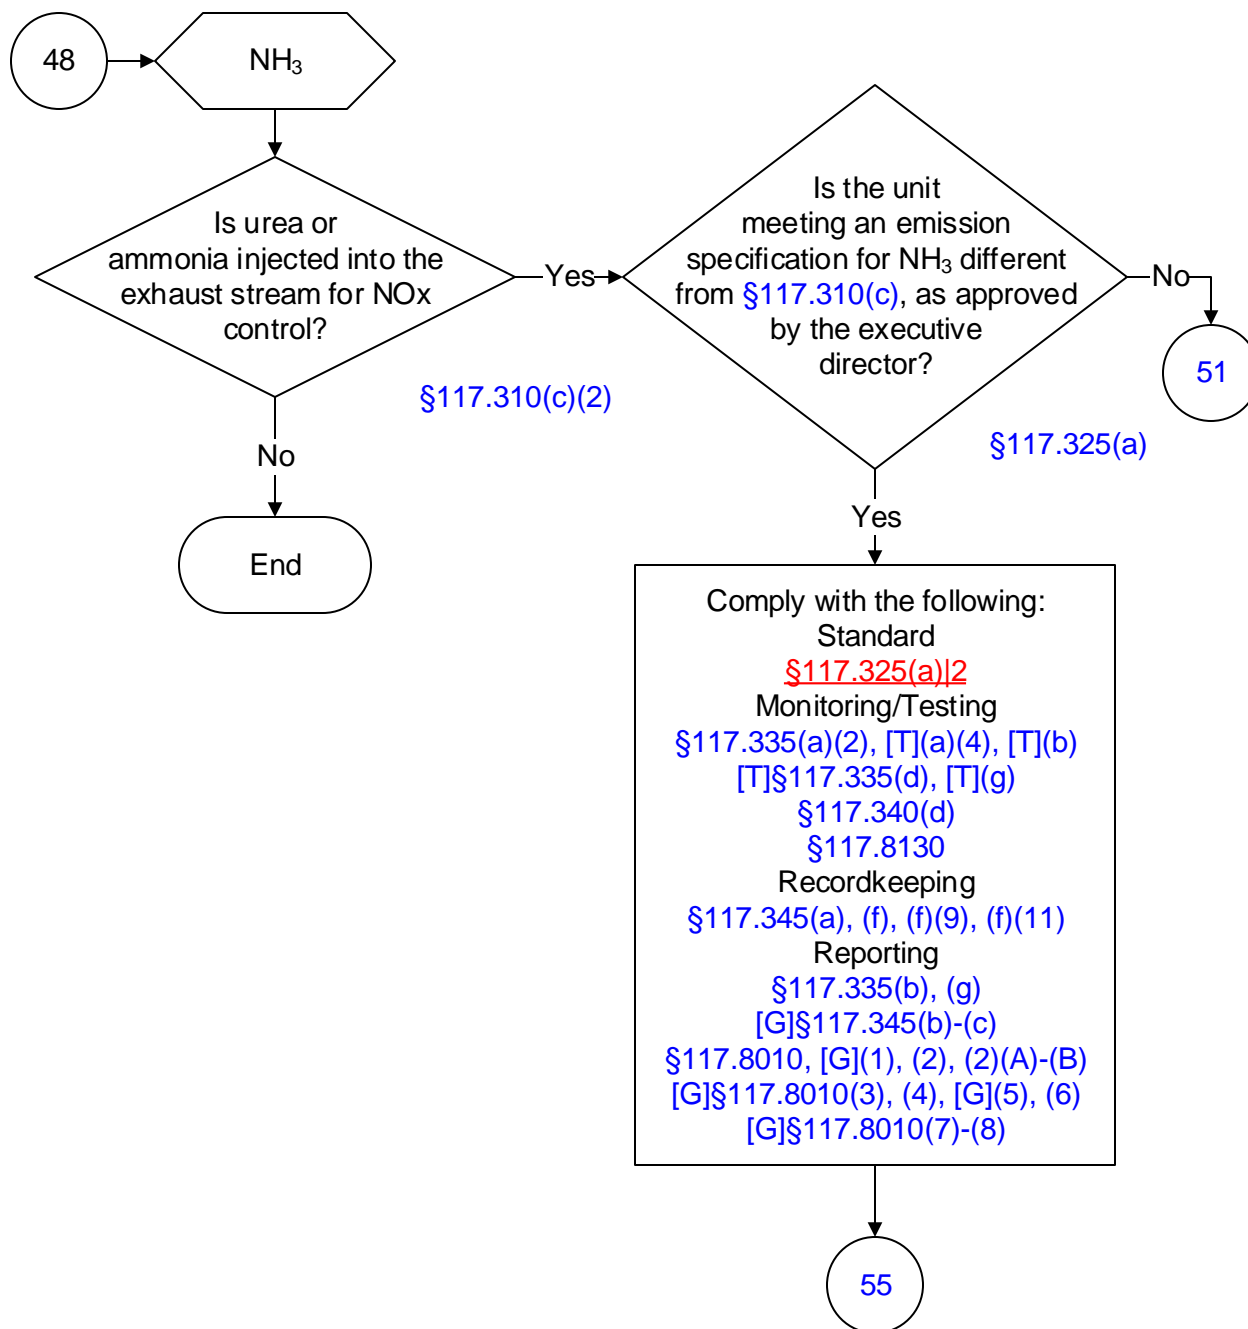 48
NH₃
Is urea or
ammonia injected into the
exhaust stream for NOx
control?
Yes
§117.310(c)(2)
No
End
Is the unit
meeting an emission
specification for NH₃ different
from §117.310(c), as approved
by the executive
director?
No
51
§117.325(a)
Yes
Comply with the following:
Standard
§117.325(a)|2
Monitoring/Testing
§117.335(a)(2), [T](a)(4), [T](b)
[T]§117.335(d), [T](g)
§117.340(d)
§117.8130
Recordkeeping
§117.345(a), (f), (f)(9), (f)(11)
Reporting
§117.335(b), (g)
[G]§117.345(b)-(c)
§117.8010, [G](1), (2), (2)(A)-(B)
[G]§117.8010(3), (4), [G](5), (6)
[G]§117.8010(7)-(8)
55